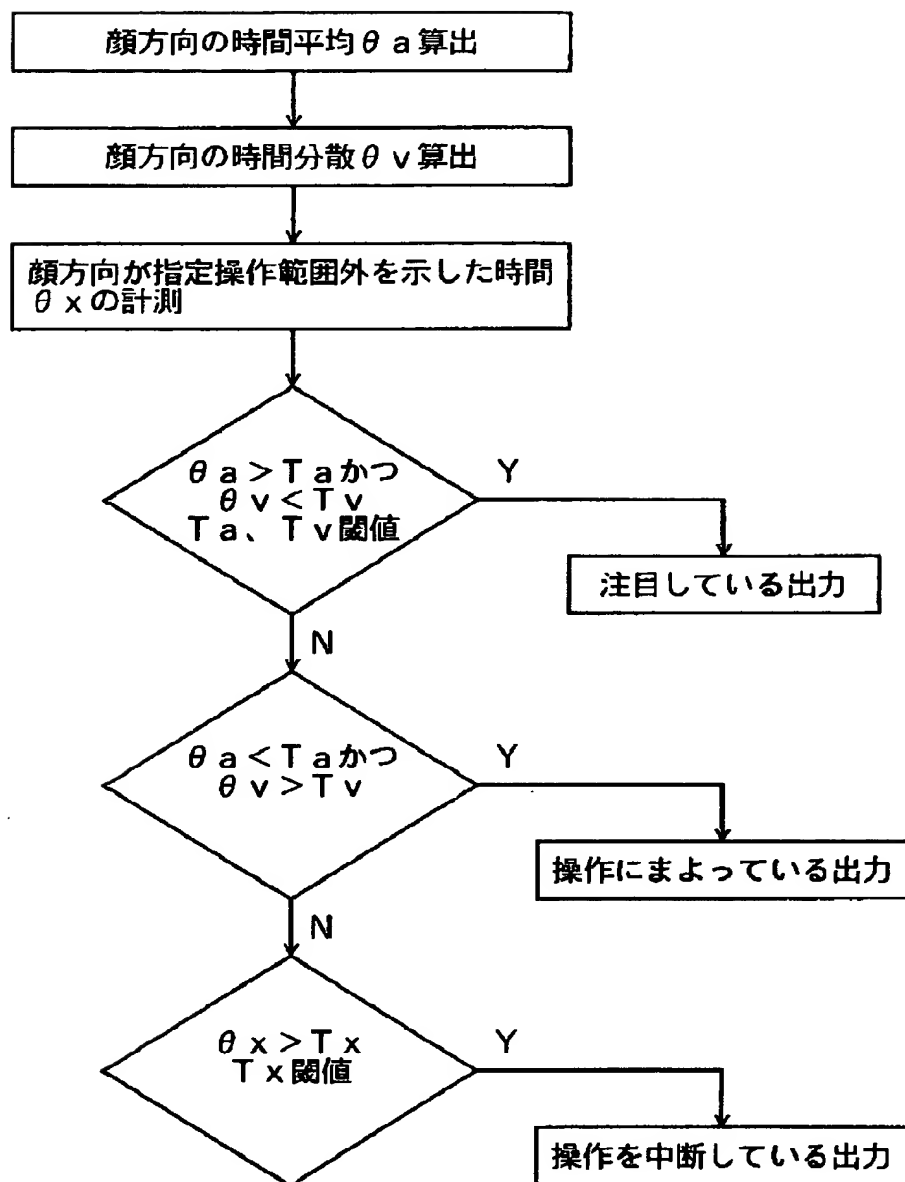 顔方向の時間平均θa算出
顔方向の時間分散θv算出
顔方向が指定操作範囲外を示した時間
θxの計測
θa>Taかつ
θv<Tv
Ta、Tv閾値
Y
注目している出力
N
θa<Taかつ
θv>Tv
Y
操作にまよっている出力
N
θx>Tx
Tx閾値
Y
操作を中断している出力